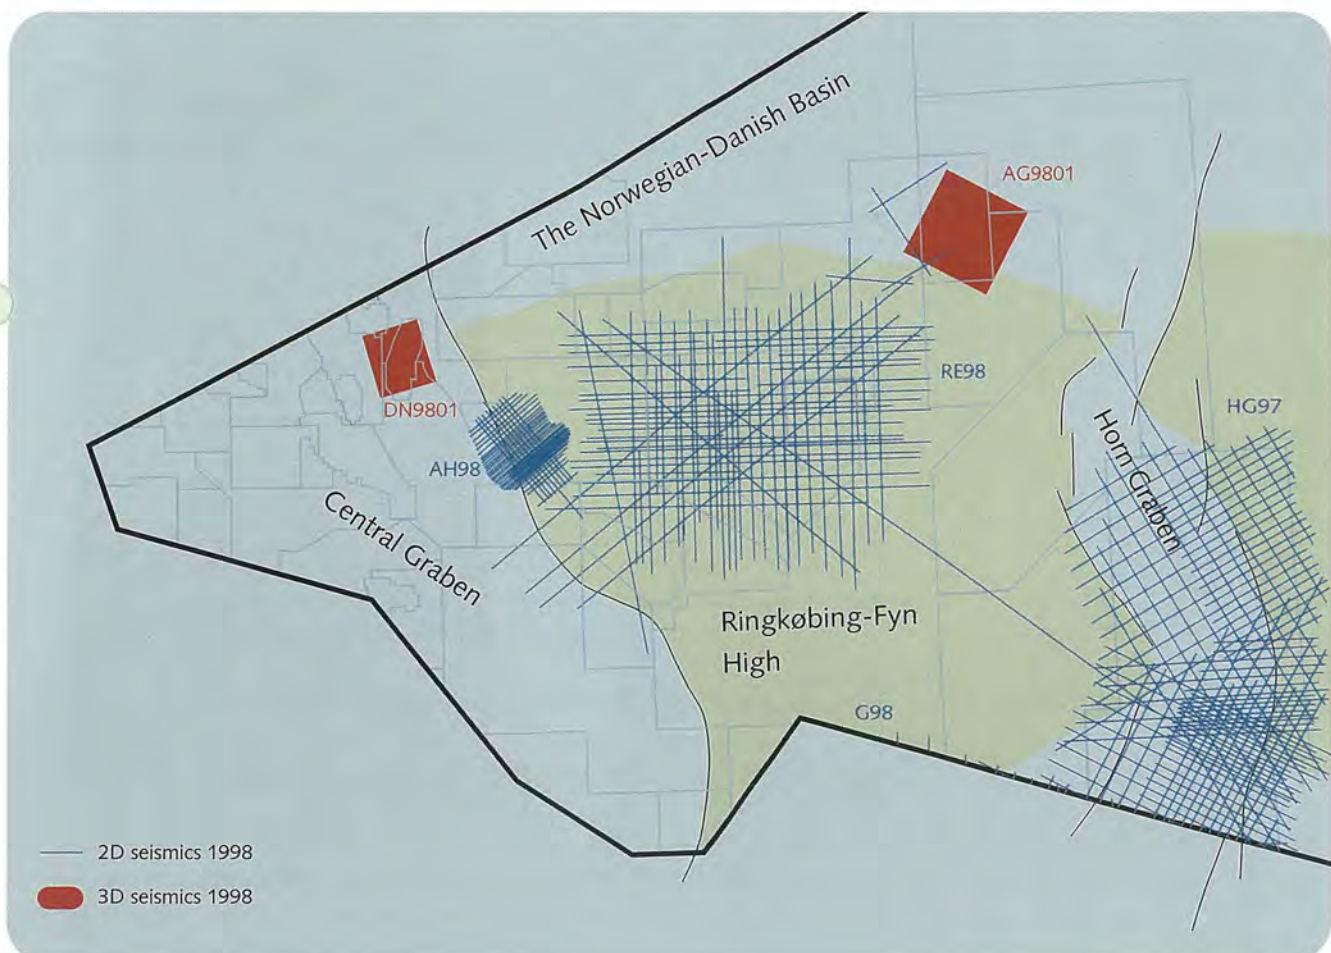 The Norwegian-Danish Basin
AG9801
RE98
DN9801
HG97
AH98
Horn Graben
Central Graben
Ringkøbing-Fyn
High
G98
2D seismics 1998
3D seismics 1998